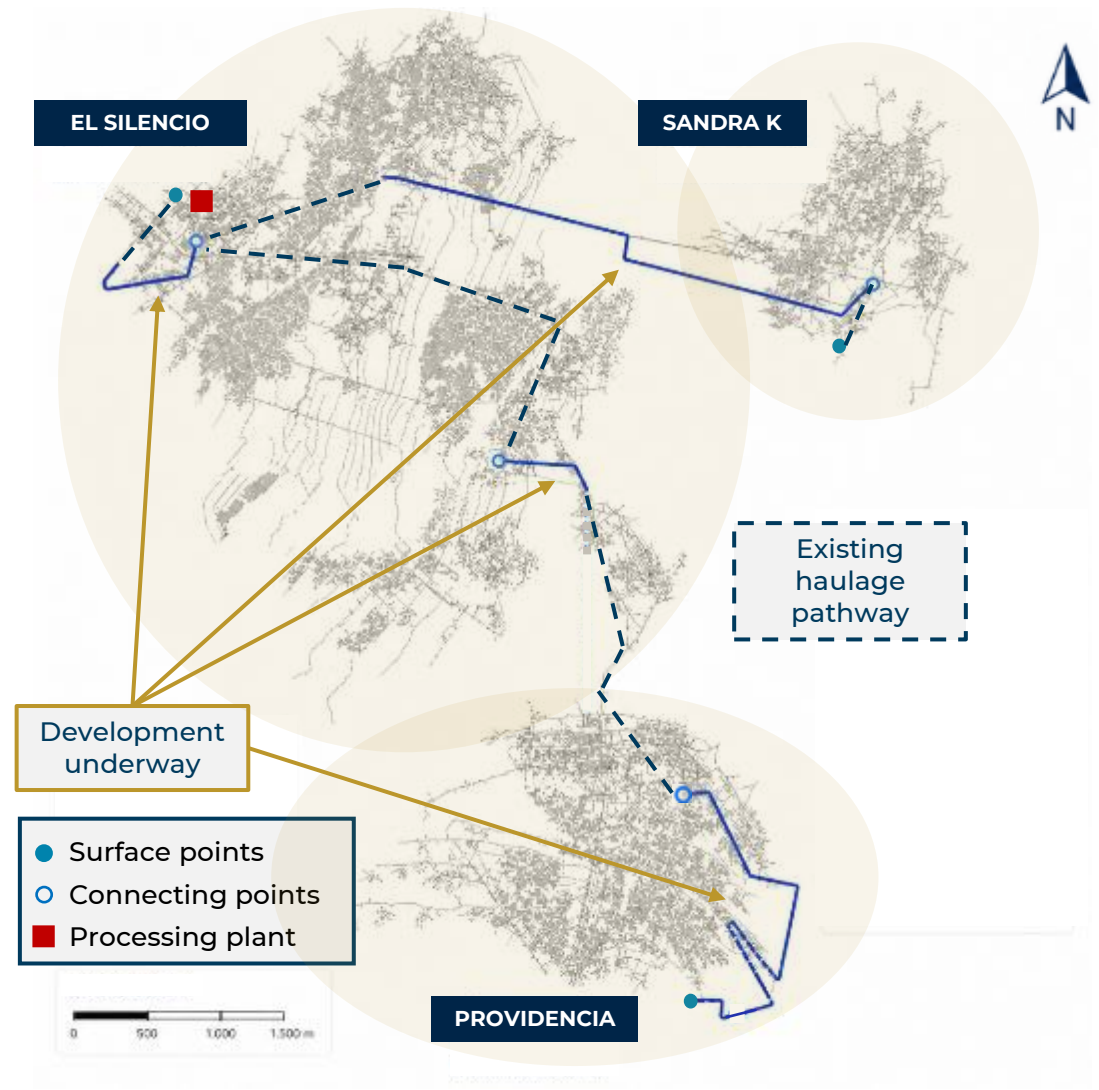 EL SILENCIO
SANDRA K
N
Existing
haulage
pathway
Development
underway
Surface points
Connecting points
Processing plant
PROVIDENCIA
0 500 1.000 1.500 m